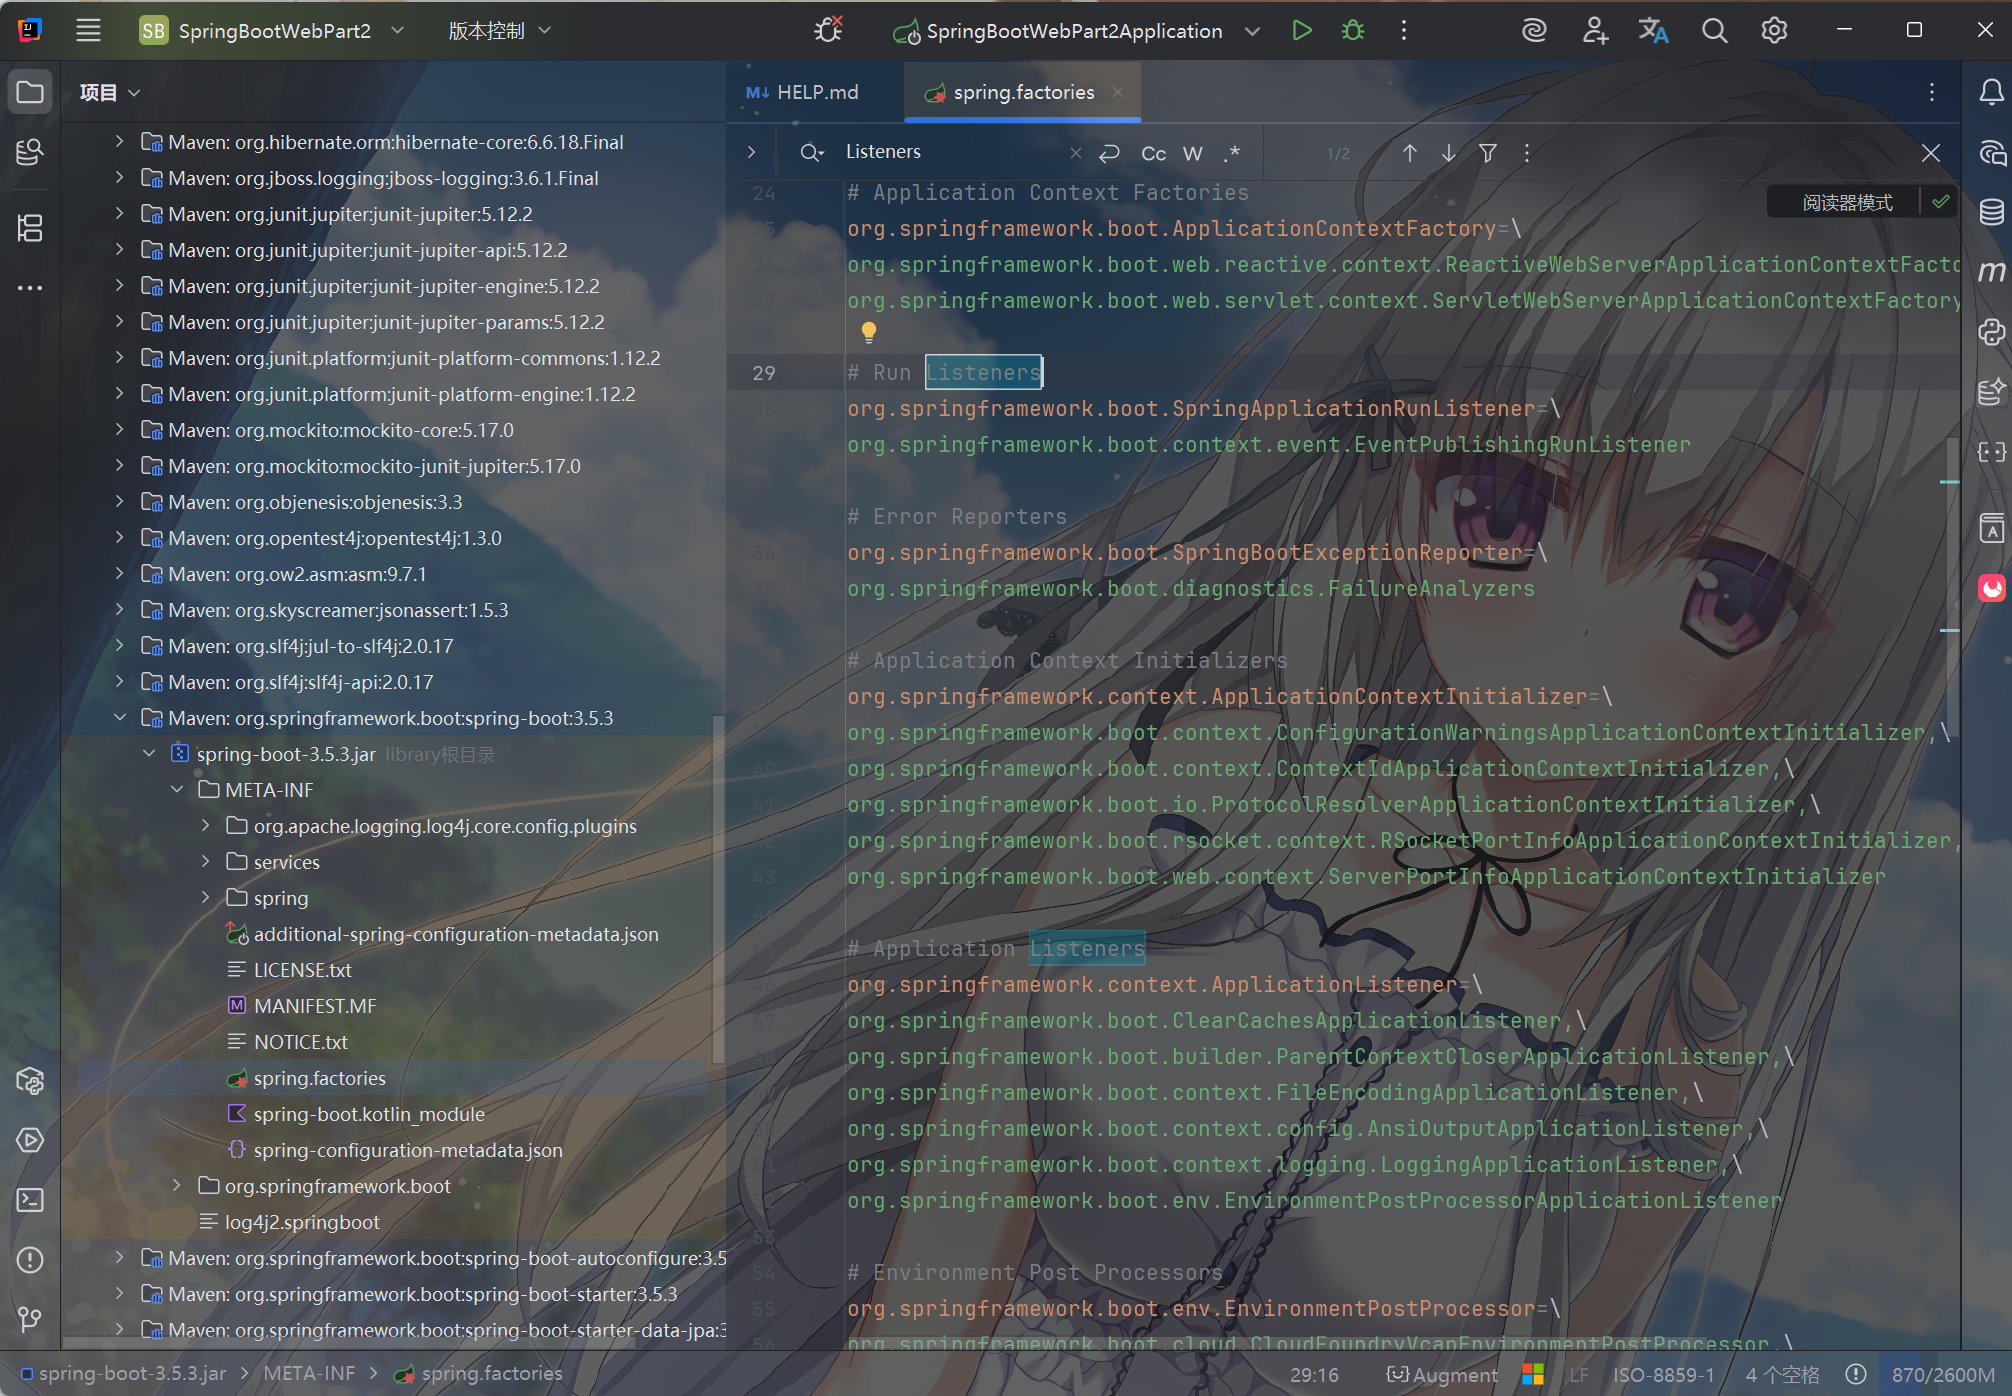 SB SpringBootWebPart2 版本控制 SpringBootWebPart2Application
项目
HELP.md spring.factories
Listeners Cc W .* 1/2
阅读器模式
Maven: org.hibernate.orm:hibernate-core:6.6.18.Final
Maven: org.jboss.logging:jboss-logging:3.6.1.Final
Maven: org.junit.jupiter:junit-jupiter:5.12.2
Maven: org.junit.jupiter:junit-jupiter-api:5.12.2
Maven: org.junit.jupiter:junit-jupiter-engine:5.12.2
Maven: org.junit.jupiter:junit-jupiter-params:5.12.2
Maven: org.junit.platform:junit-platform-commons:1.12.2
Maven: org.junit.platform:junit-platform-engine:1.12.2
Maven: org.mockito:mockito-core:5.17.0
Maven: org.mockito:mockito-junit-jupiter:5.17.0
Maven: org.objenesis:objenesis:3.3
Maven: org.opentest4j:opentest4j:1.3.0
Maven: org.ow2.asm:asm:9.7.1
Maven: org.skyscreamer:jsonassert:1.5.3
Maven: org.slf4j:jul-to-slf4j:2.0.17
Maven: org.slf4j:slf4j-api:2.0.17
Maven: org.springframework.boot:spring-boot:3.5.3
spring-boot-3.5.3.jar library根目录
META-INF
org.apache.logging.log4j.core.config.plugins
services
spring
additional-spring-configuration-metadata.json
LICENSE.txt
MANIFEST.MF
NOTICE.txt
spring.factories
spring-boot.kotlin_module
spring-configuration-metadata.json
org.springframework.boot
log4j2.springboot
Maven: org.springframework.boot:spring-boot-autoconfigure:3.5
Maven: org.springframework.boot:spring-boot-starter:3.5.3
Maven: org.springframework.boot:spring-boot-starter-data-jpa:3
24 # Application Context Factories
25 org.springframework.boot.ApplicationContextFactory=\
26 org.springframework.boot.web.reactive.context.ReactiveWebServerApplicationContextFacto
27 org.springframework.boot.web.servlet.context.ServletWebServerApplicationContextFactory
28
29 # Run Listeners
30 org.springframework.boot.SpringApplicationRunListener=\
org.springframework.boot.context.event.EventPublishingRunListener
33 # Error Reporters
34 org.springframework.boot.SpringBootExceptionReporter=\
35 org.springframework.boot.diagnostics.FailureAnalyzers
# Application Context Initializers
org.springframework.context.ApplicationContextInitializer=\
org.springframework.boot.context.ConfigurationWarningsApplicationContextInitializer,\
40 org.springframework.boot.context.ContextIdApplicationContextInitializer,\
41 org.springframework.boot.io.ProtocolResolverApplicationContextInitializer,\
42 org.springframework.boot.rsocket.context.RSocketPortInfoApplicationContextInitializer,
43 org.springframework.boot.web.context.ServerPortInfoApplicationContextInitializer
44
45 # Application Listeners
46 org.springframework.context.ApplicationListener=\
47 org.springframework.boot.ClearCachesApplicationListener,\
48 org.springframework.boot.builder.ParentContextCloserApplicationListener,\
org.springframework.boot.context.FileEncodingApplicationListener,\
org.springframework.boot.context.config.AnsiOutputApplicationListener,\
51 org.springframework.boot.context.logging.LoggingApplicationListener,\
52 org.springframework.boot.env.EnvironmentPostProcessorApplicationListener
53
54 # Environment Post Processors
55 org.springframework.boot.env.EnvironmentPostProcessor=\
56 org.springframework.boot.cloud.CloudFoundryVcapEnvironmentPostProcessor,\
spring-boot-3.5.3.jar META-INF spring.factories 29:16 Augment LF ISO-8859-1 4 个空格 870/2600M